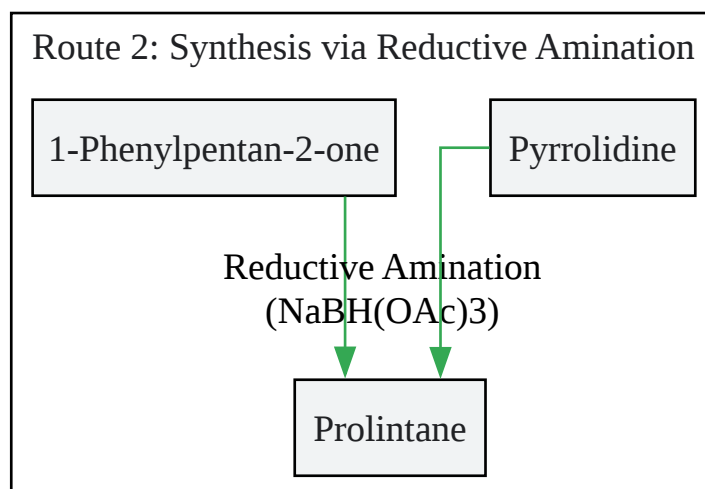 Route 2: Synthesis via Reductive Amination
1-Phenylpentan-2-one
Pyrrolidine
Reductive Amination
(NaBH(OAc)3)
Prolintane